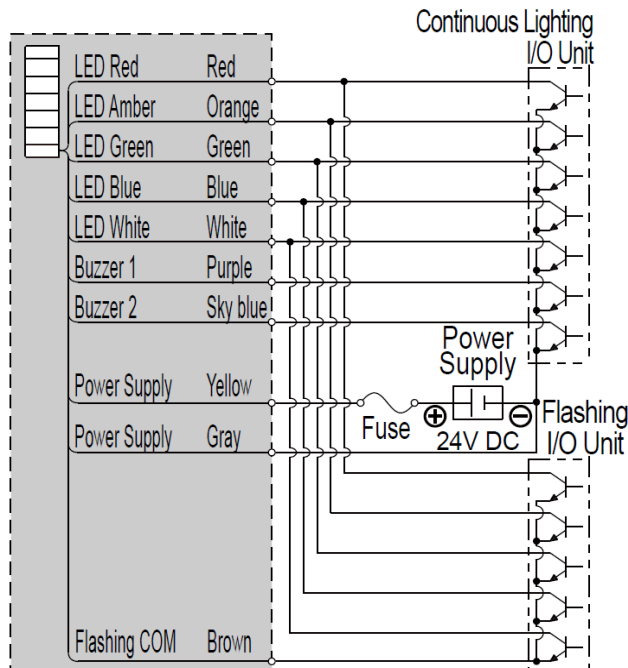 Continuous Lighting
I/O Unit
LED Red Red
LED Amber Orange
LED Green Green
LED Blue Blue
LED White White
Buzzer 1 Purple
Buzzer 2 Sky blue
Power
Supply
Power Supply Yellow
Fuse
24V DC
Flashing
I/O Unit
Power Supply Gray
Flashing COM Brown